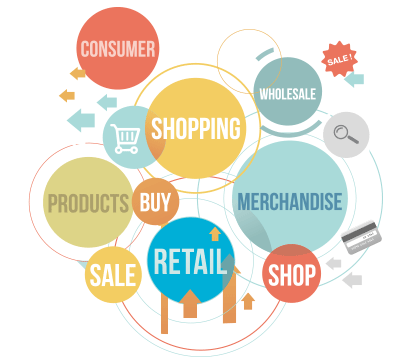 CONSUMER
SALE!
WHOLESALE
SHOPPING
PRODUCTS
BUY
MERCHANDISE
RETAIL
SALE
SHOP